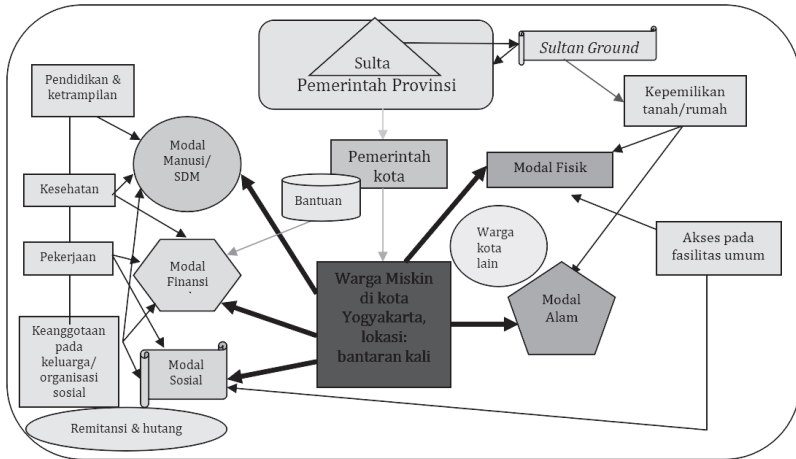 Sulta
Pemerintah Provinsi
Sultan Ground
Pendidikan &
ketrampilan
Kepemilikan
tanah/rumah
Modal
Manusi/
SDM
Pemerintah
kota
Modal Fisik
Kesehatan
Bantuan
Warga
kota
lain
Akses pada
fasilitas umum
Pekerjaan
Modal
Finansi
Warga Miskin
di kota
Yogyakarta,
lokasi:
bantaran kali
Modal
Alam
Keanggotaan
pada
keluarga/
organisasi
sosial
Modal
Sosial
Remitansi & hutang